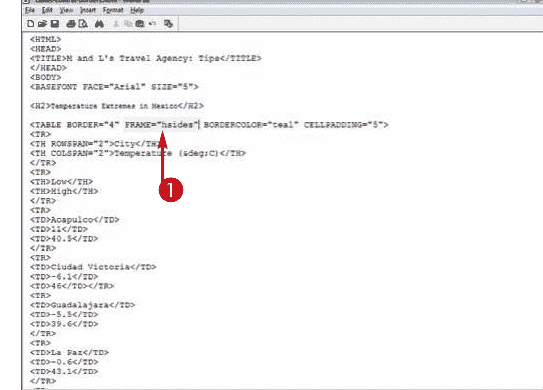 File Edit View Insert Format Help
<HTML>
<HEAD>
<TITLE>M and L's Travel Agency: Tips</TITLE>
</HEAD>
<BODY>
<BASEFONT FACE="Arial" SIZE="5">
<H2>Temperature Extremes in Mexico</H2>
<TABLE BORDER="4" FRAME="hsides" BORDERCOLOR="teal" CELLPADDING="5">
<TR>
<TH ROWSPAN="2">City</TH>
<TH COLSPAN="2">Temperature (&deg;C)</TH>
</TR>
<TR>
<TH>Low</TH>
<TH>High</TH>
</TR>
<TR>
<TD>Acapulco</TD>
<TD>11</TD>
<TD>40.5</TD>
</TR>
<TR>
<TD>Ciudad Victoria</TD>
<TD>-6.1</TD>
<TD>46</TD></TR>
<TR>
<TD>Guadalajara</TD>
<TD>-5.5</TD>
<TD>39.6</TD>
</TR>
<TR>
<TD>La Paz</TD>
<TD>-0.6</TD>
<TD>43.1</TD>
</TR>
1